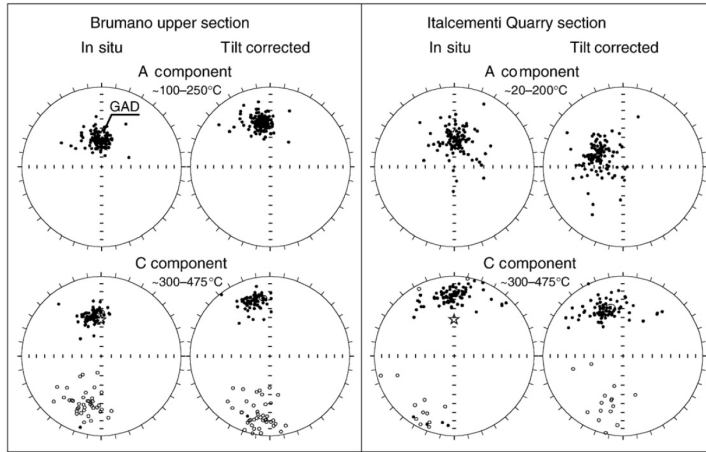 Brumano upper section
In situ
Tilt corrected
A component
~100–250°C
GAD
C component
~300–475°C
Italcementi Quarry section
In situ
Tilt corrected
A component
~20–200°C
C component
~300–475°C